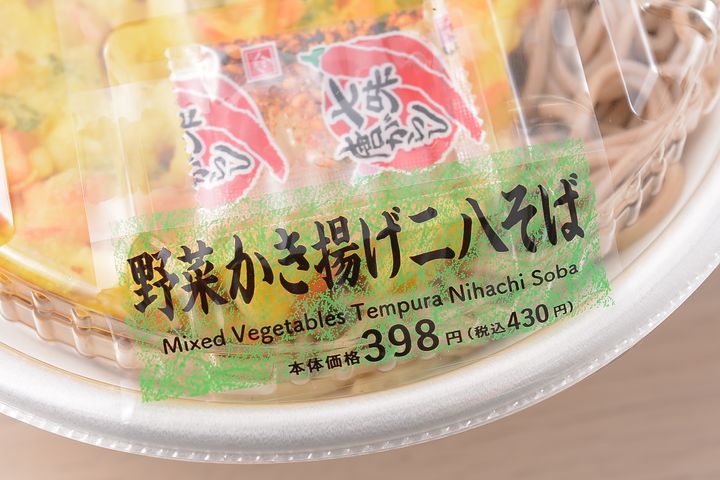 七味
唐がらし
野菜かき揚げ二八そば
Mixed Vegetables Tempura Nihachi Soba
本体価格398円(税込430円)